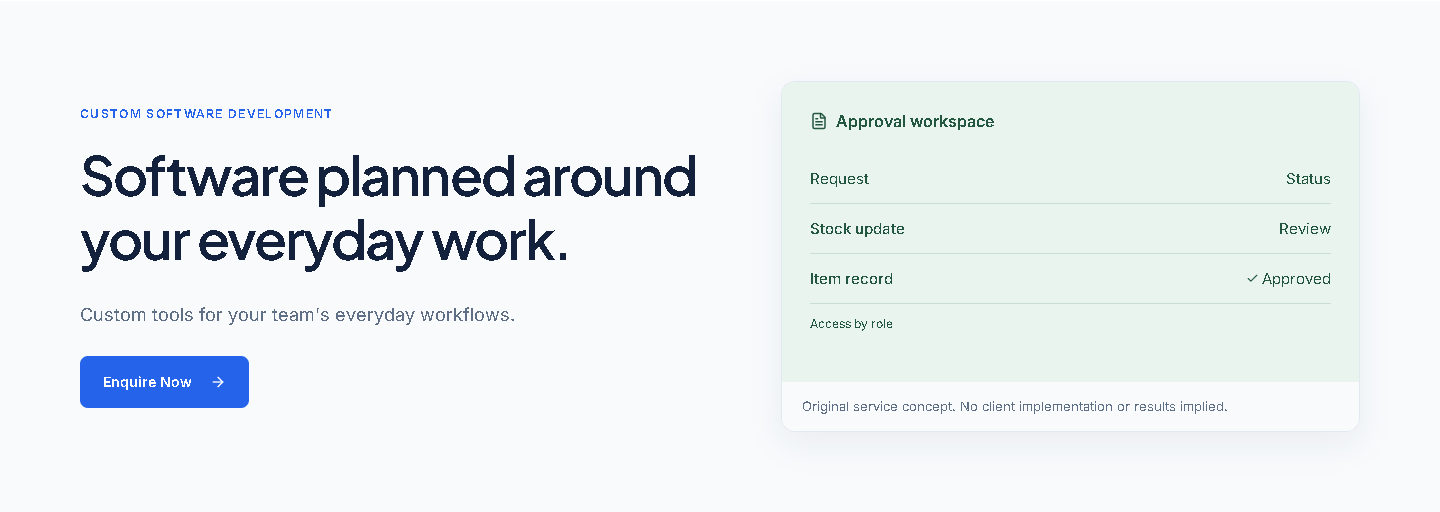 CUSTOM SOFTWARE DEVELOPMENT
Software planned around
your everyday work.
Custom tools for your team's everyday workflows.
Enquire Now
Approval workspace
Request Status
Stock update Review
Item record Approved
Access by role
Original service concept. No client implementation or results implied.